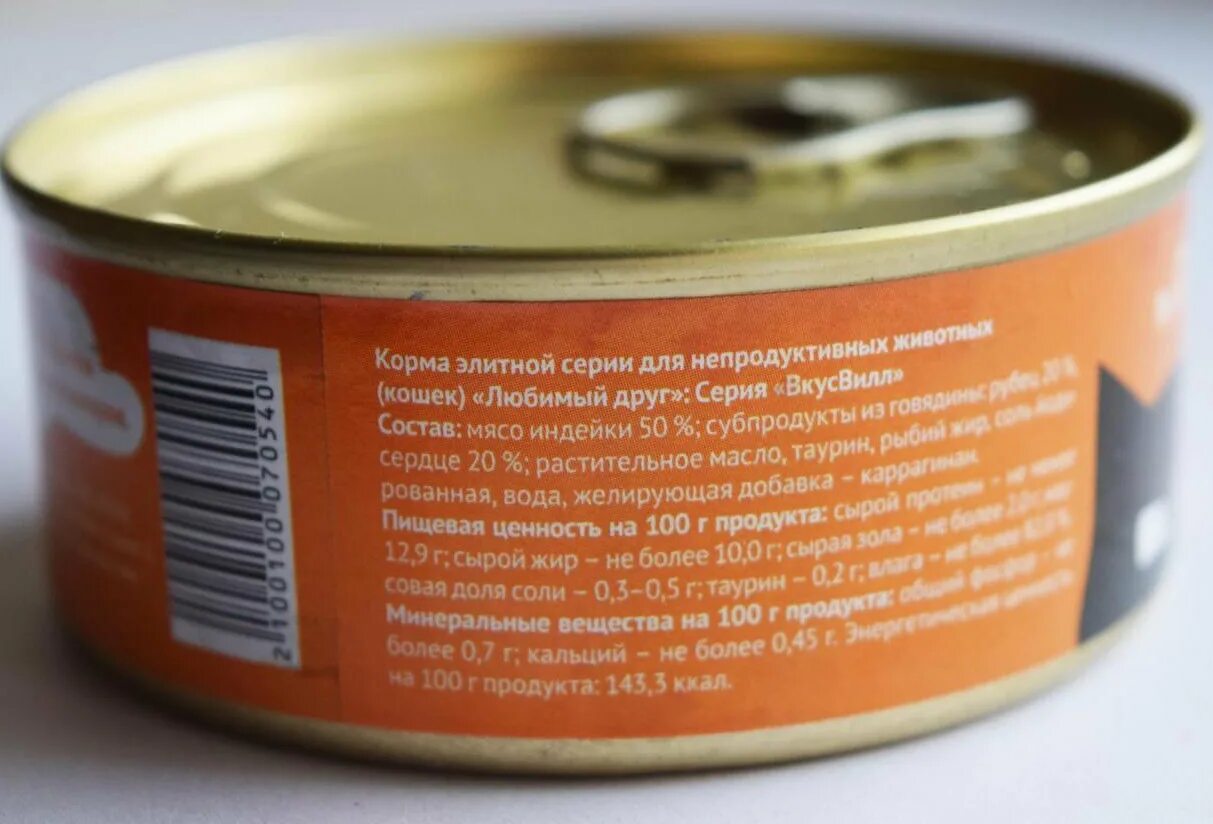 Корма элитной серии для непродуктивных животных
(кошек) «Любимый друг»: Серия "ВкусВилл"
Состав: мясо индейки 50 %; субпродукты из говядины: рубец 20 %,
сердце 20 %; растительное масло, таурин, рыбий жир, соль йоди-
рованная, вода, желирующая добавка – каррагинан.
Пищевая ценность на 100 г продукта: сырой протеин – не менее
12,9 г; сырой жир – не более 10,0 г; сырая зола – не более 2,0 г; мас-
совая доля соли – 0,3–0,5 г; таурин – 0,2 г; влага – не более
Минеральные вещества на 100 г продукта: общий фосфор – не
более 0,7 г; кальций – не более 0,45 г. Энергетическая ценность
на 100 г продукта: 143,3 ккал.
2100100070540